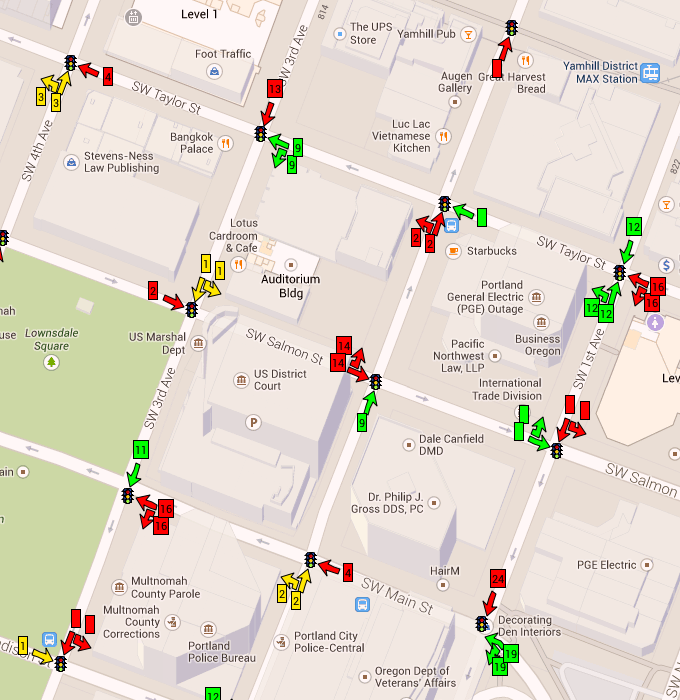 Level 1
814
The UPS
Store
Yamhill Pub
Foot Traffic
SW 3rd Ave
Great Harvest
Bread
Yamhill District
MAX Station
4
3
3
13
Augen
Gallery
SW Taylor St
Luc Lac
Vietnamese
Kitchen
Bangkok
Palace
9
9
SW 4th Ave
Stevens-Ness
Law Publishing
822
Lotus
Cardroom
& Cafe
2
2
Starbucks
SW Taylor St
12
1
1
Auditorium
Bldg
2
Portland
General Electric
(PGE) Outage
16
16
12
12
Lownsdale
Square
US Marshal
Dept
SW Salmon St
Business
Oregon
14
14
Pacific
Northwest
Law, LLP
SW 1st Ave
US District
Court
International
Trade Division
SW 3rd Ave
9
Dale Canfield
DMD
11
SW Salmon
Dr. Philip J.
Gross DDS, PC
16
16
PGE Electric
4
2
2
HairM
24
SW Main St
Multnomah
County Parole
Multnomah
County
Corrections
Portland
Police Bureau
Portland City
Police-Central
Decorating
Den Interiors
1
19
19
Oregon Dept of
Veterans' Affairs
12